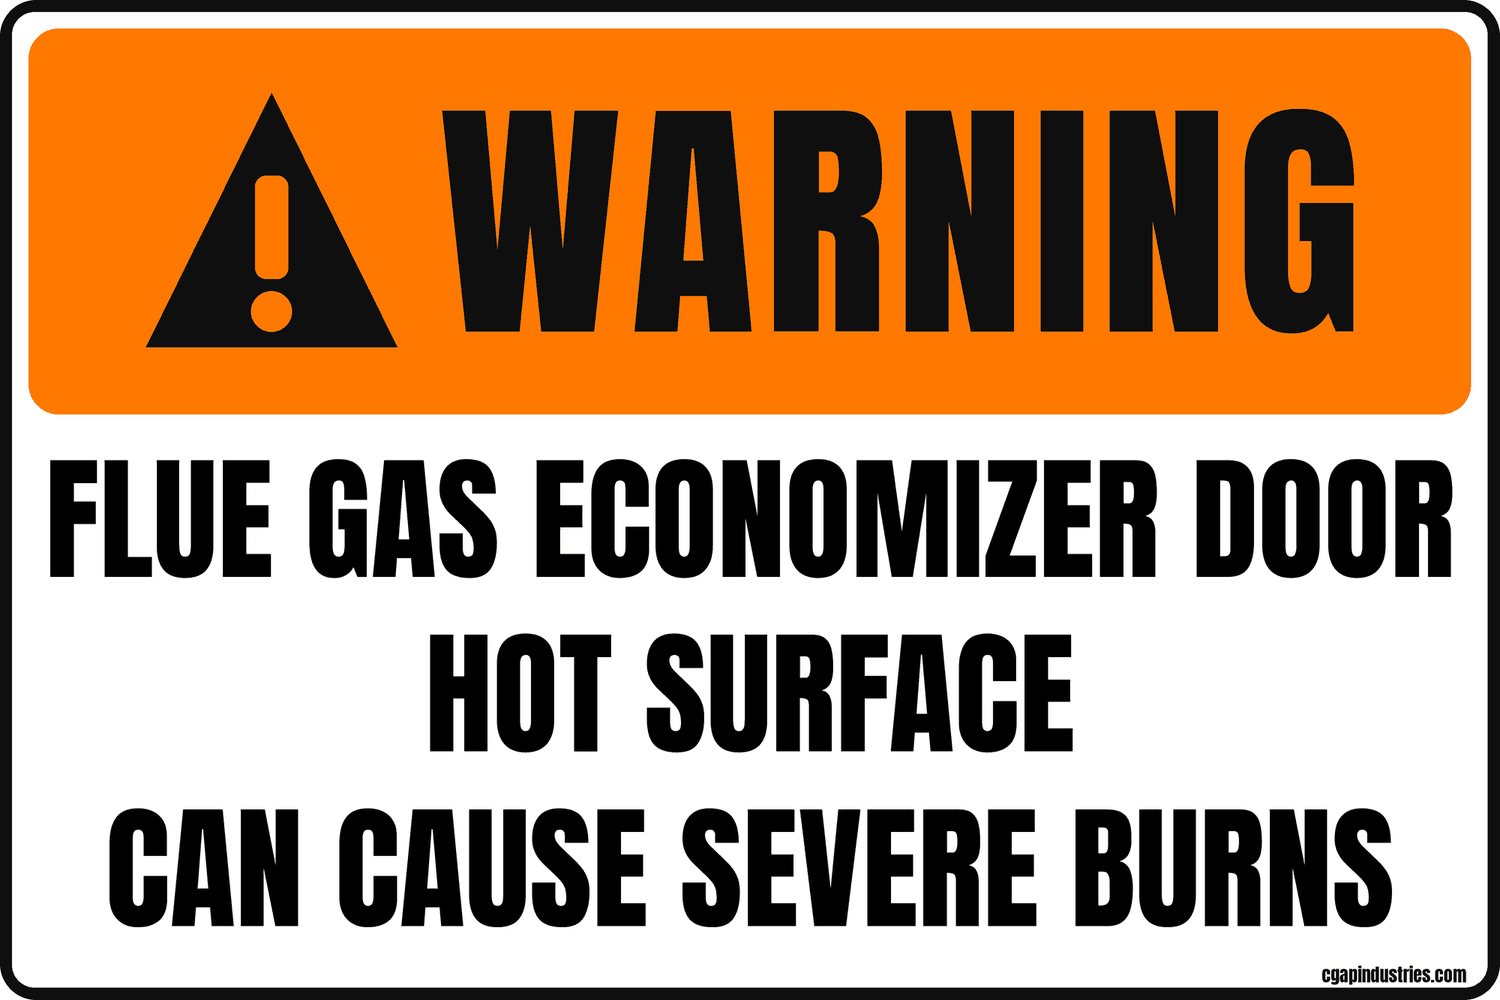 WARNING
FLUE GAS ECONOMIZER DOOR
HOT SURFACE
CAN CAUSE SEVERE BURNS
cgapindustries.com